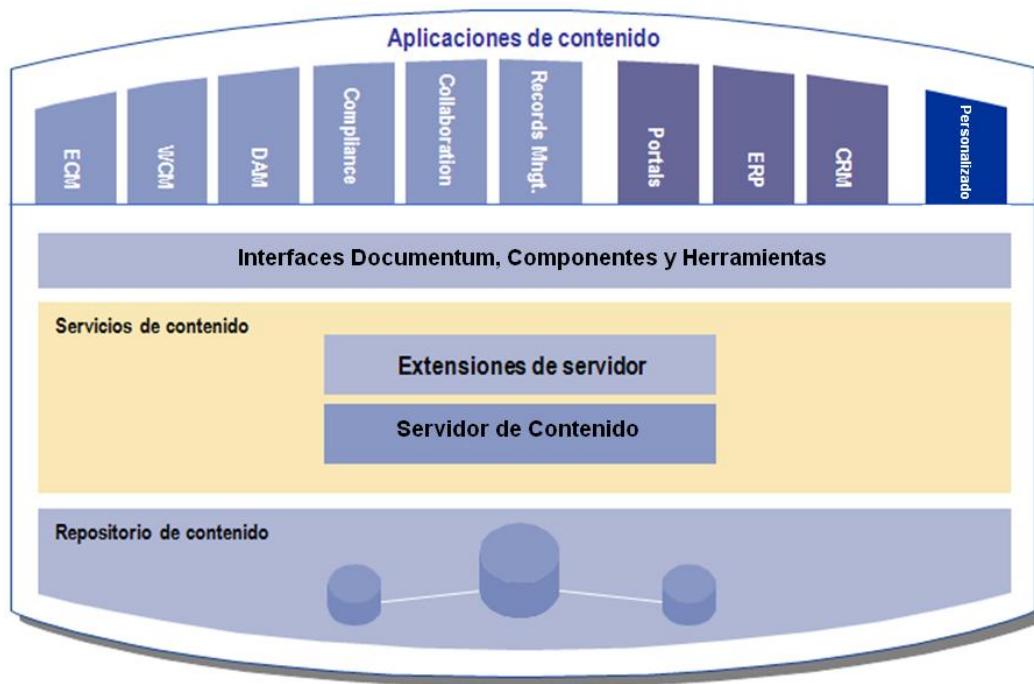 Aplicaciones de contenido
ECM
WCM
DAM
Compliance
Collaboration
Records Mngt.
Portals
ERP
CRM
Personalizado
Interfaces Documentum, Componentes y Herramientas
Servicios de contenido
Extensiones de servidor
Servidor de Contenido
Repositorio de contenido